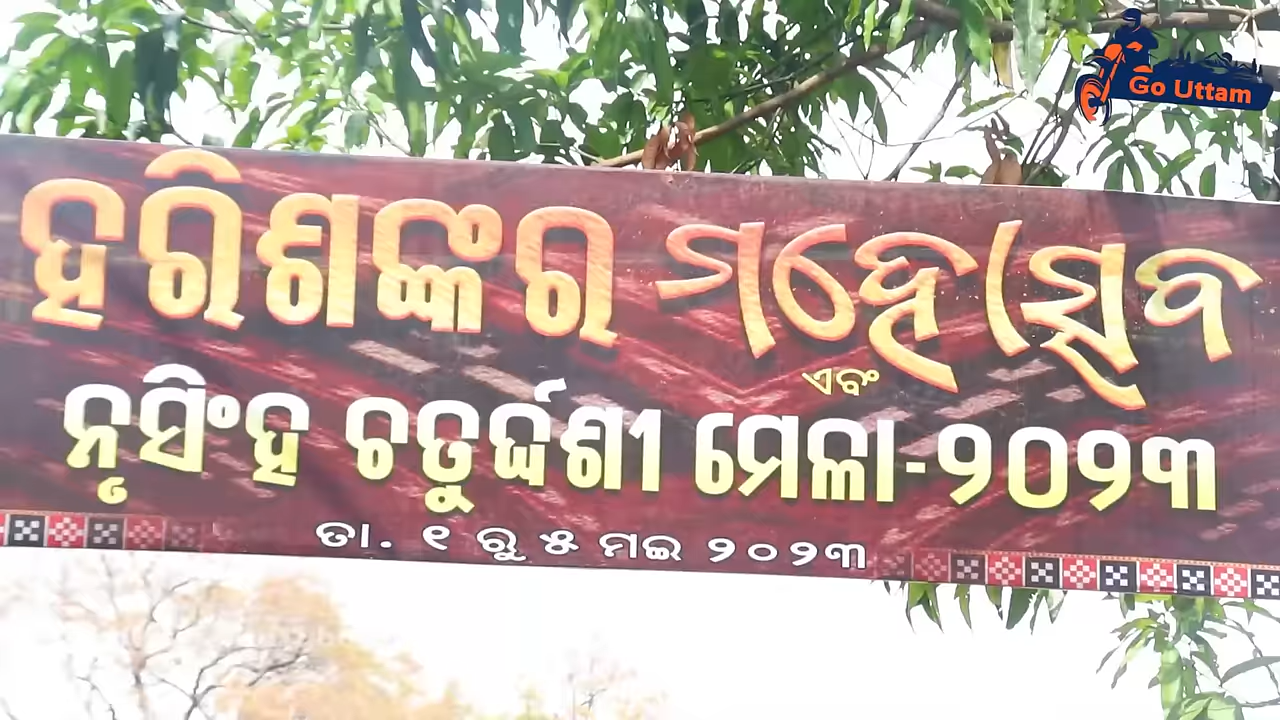 Go Uttam
ହରିଶଙ୍କର ମହୋତ୍ସବ
ଏବଂ
ନୃସିଂହ ଚତୁର୍ଦ୍ଦଶୀ ମେଳା-୨୦୨୩
ତା. ୧ ରୁ ୫ ମଇ ୨୦୨୩